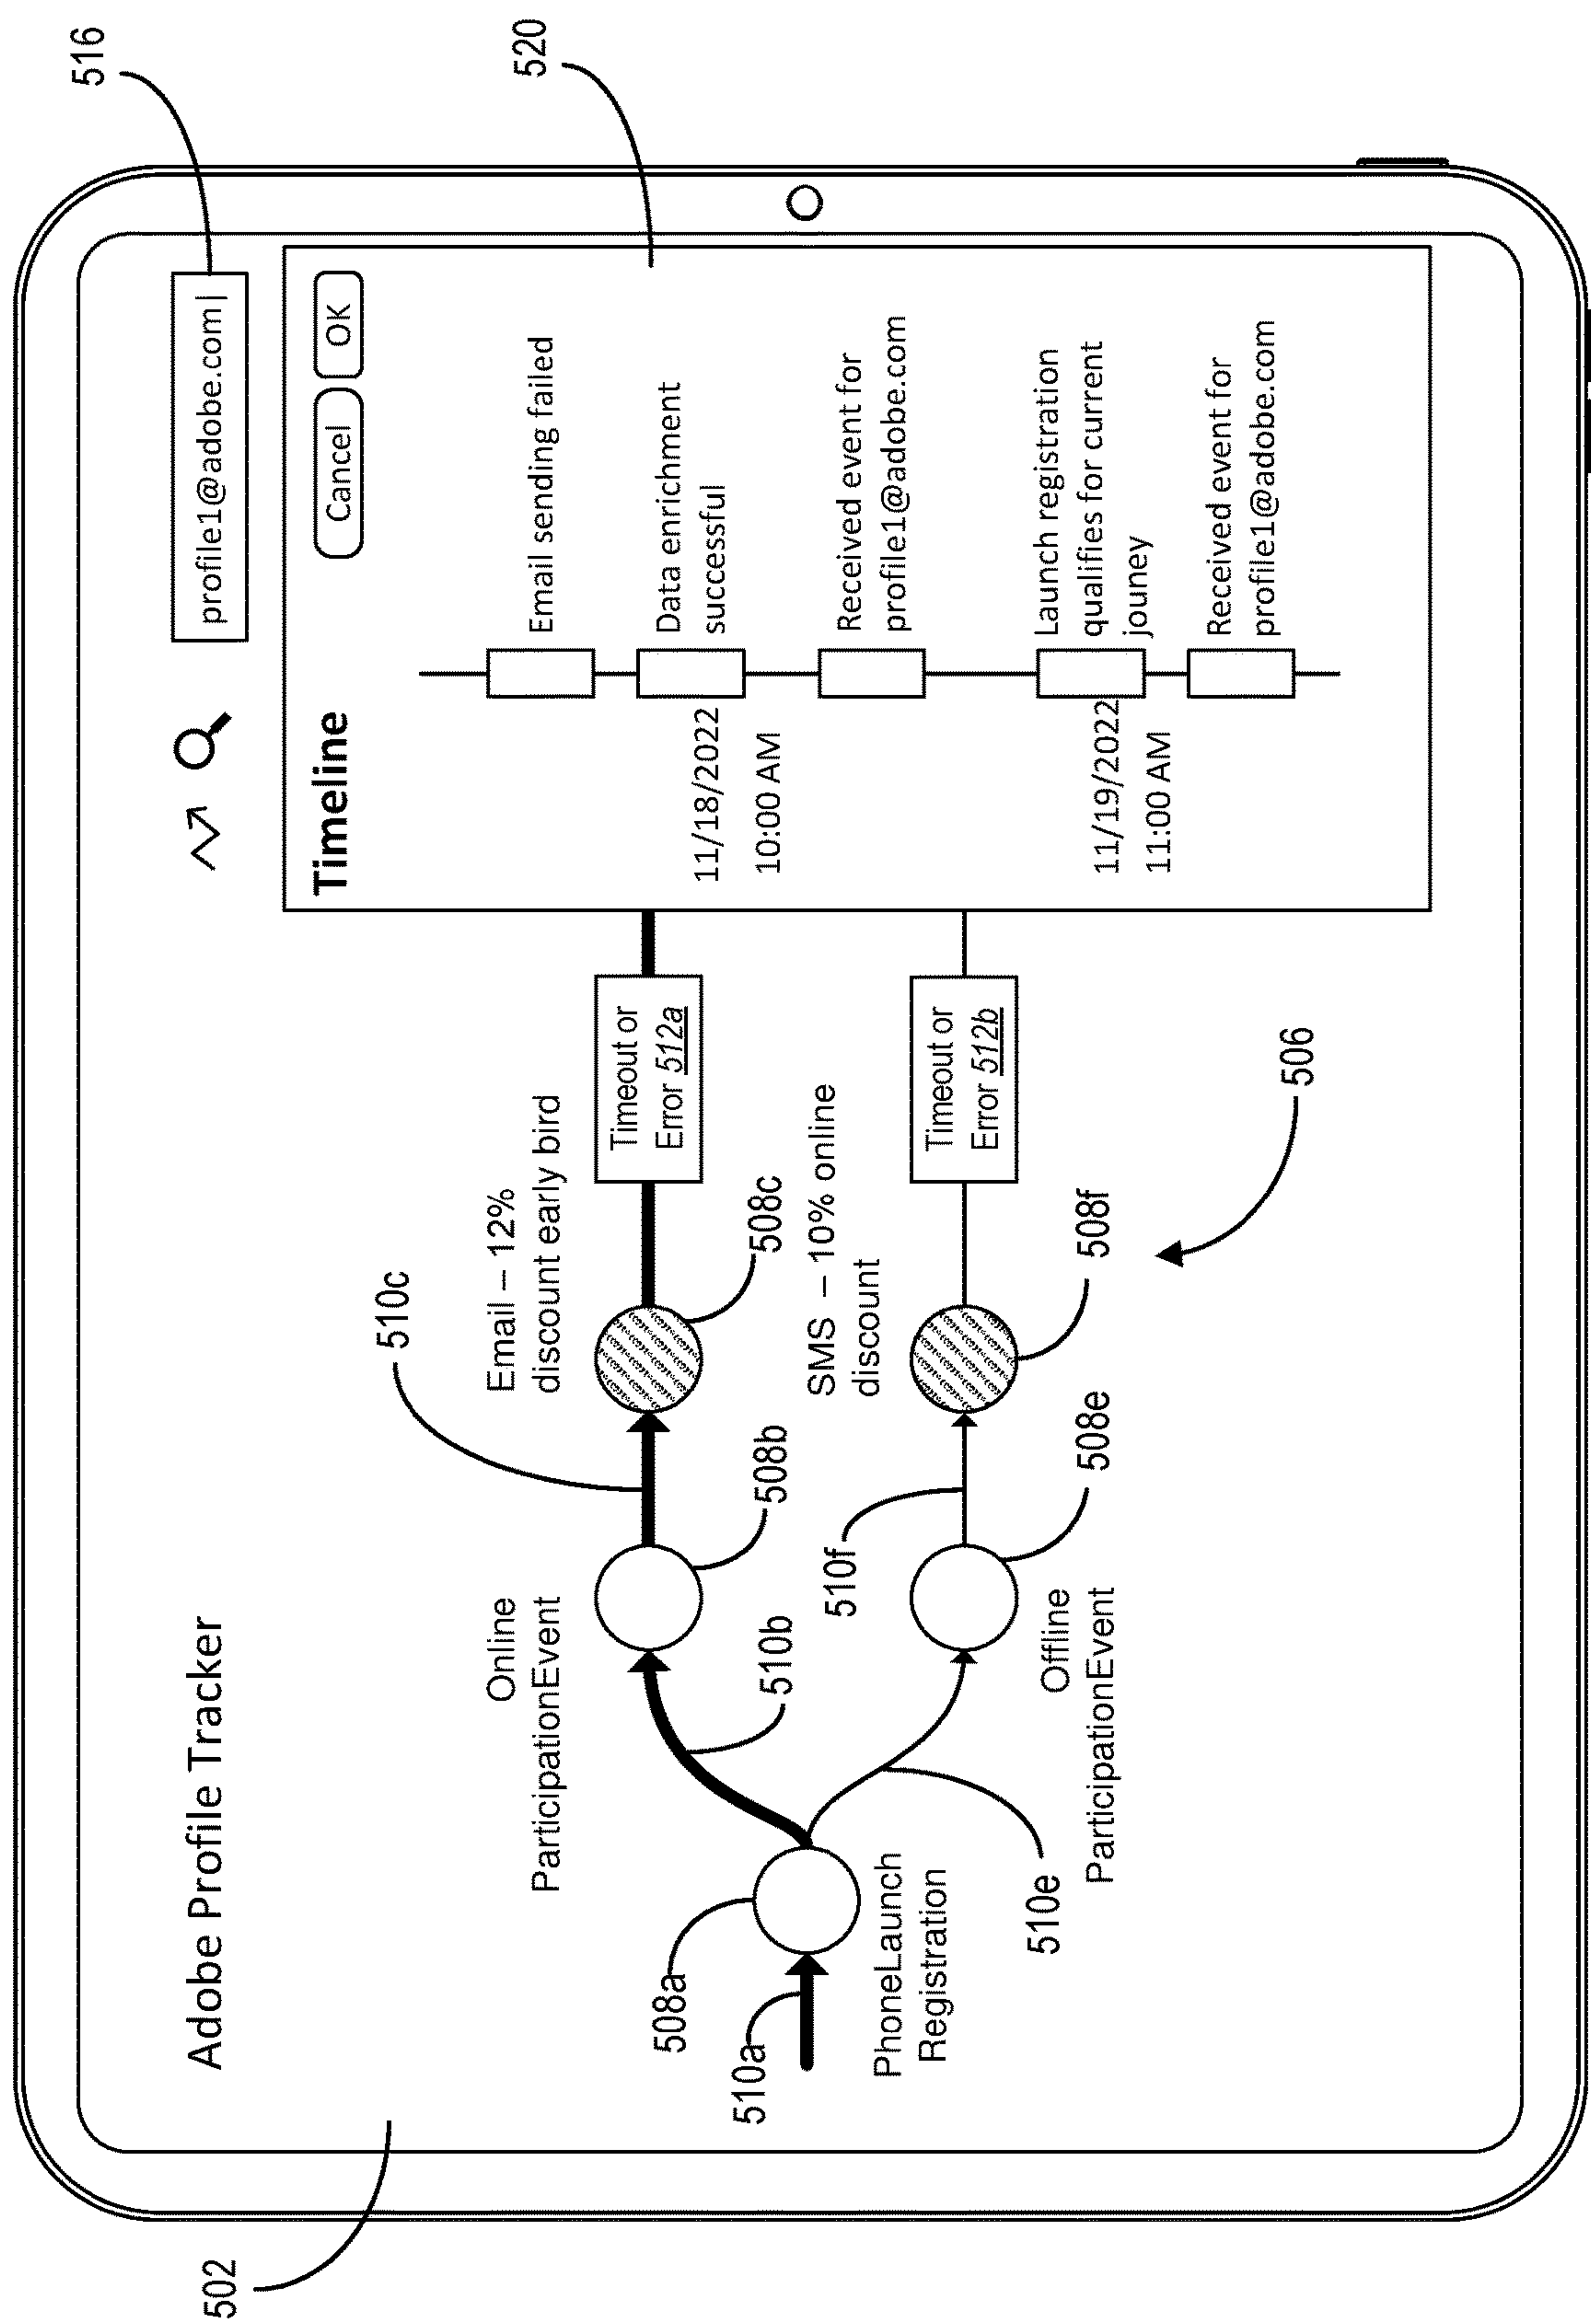 516
520
502
Adobe Profile Tracker
profile1@adobe.com|
Timeline
Cancel
OK
Email sending failed
11/18/2022
10:00 AM
Data enrichment
successful
Received event for
profile1@adobe.com
11/19/2022
11:00 AM
Launch registration
qualifies for current
jouney
Received event for
profile1@adobe.com
510c
Online
ParticipationEvent
Email – 12%
discount early bird
Timeout or
Error 512a
508b
508c
510b
508a
510a
PhoneLaunch
Registration
510f
SMS – 10% online
discount
Timeout or
Error 512b
510e
Offline
ParticipationEvent
508e
508f
506